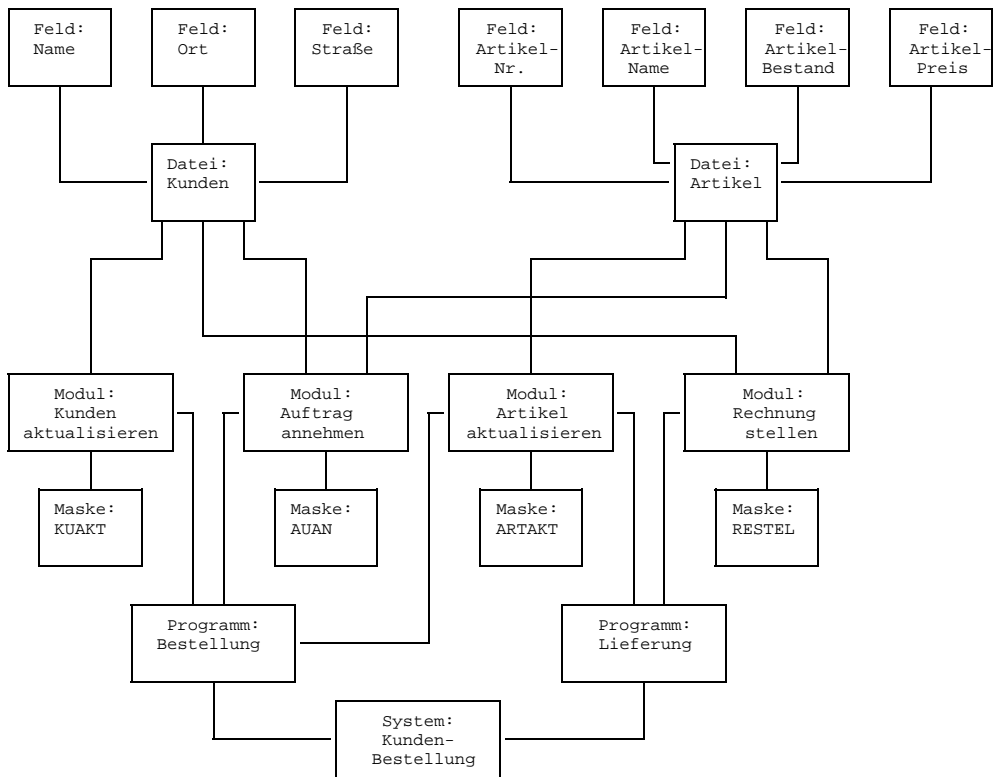 Feld:
Name
Feld:
Ort
Feld:
Straße
Feld:
Artikel-
Nr.
Feld:
Artikel-
Name
Feld:
Artikel-
Bestand
Feld:
Artikel-
Preis
Datei:
Kunden
Datei:
Artikel
Modul:
Kunden
aktualisieren
Modul:
Auftrag
annehmen
Modul:
Artikel
aktualisieren
Modul:
Rechnung
stellen
Maske:
KUAKT
Maske:
AUAN
Maske:
ARTAKT
Maske:
RESTEL
Programm:
Bestellung
Programm:
Lieferung
System:
Kunden-
Bestellung